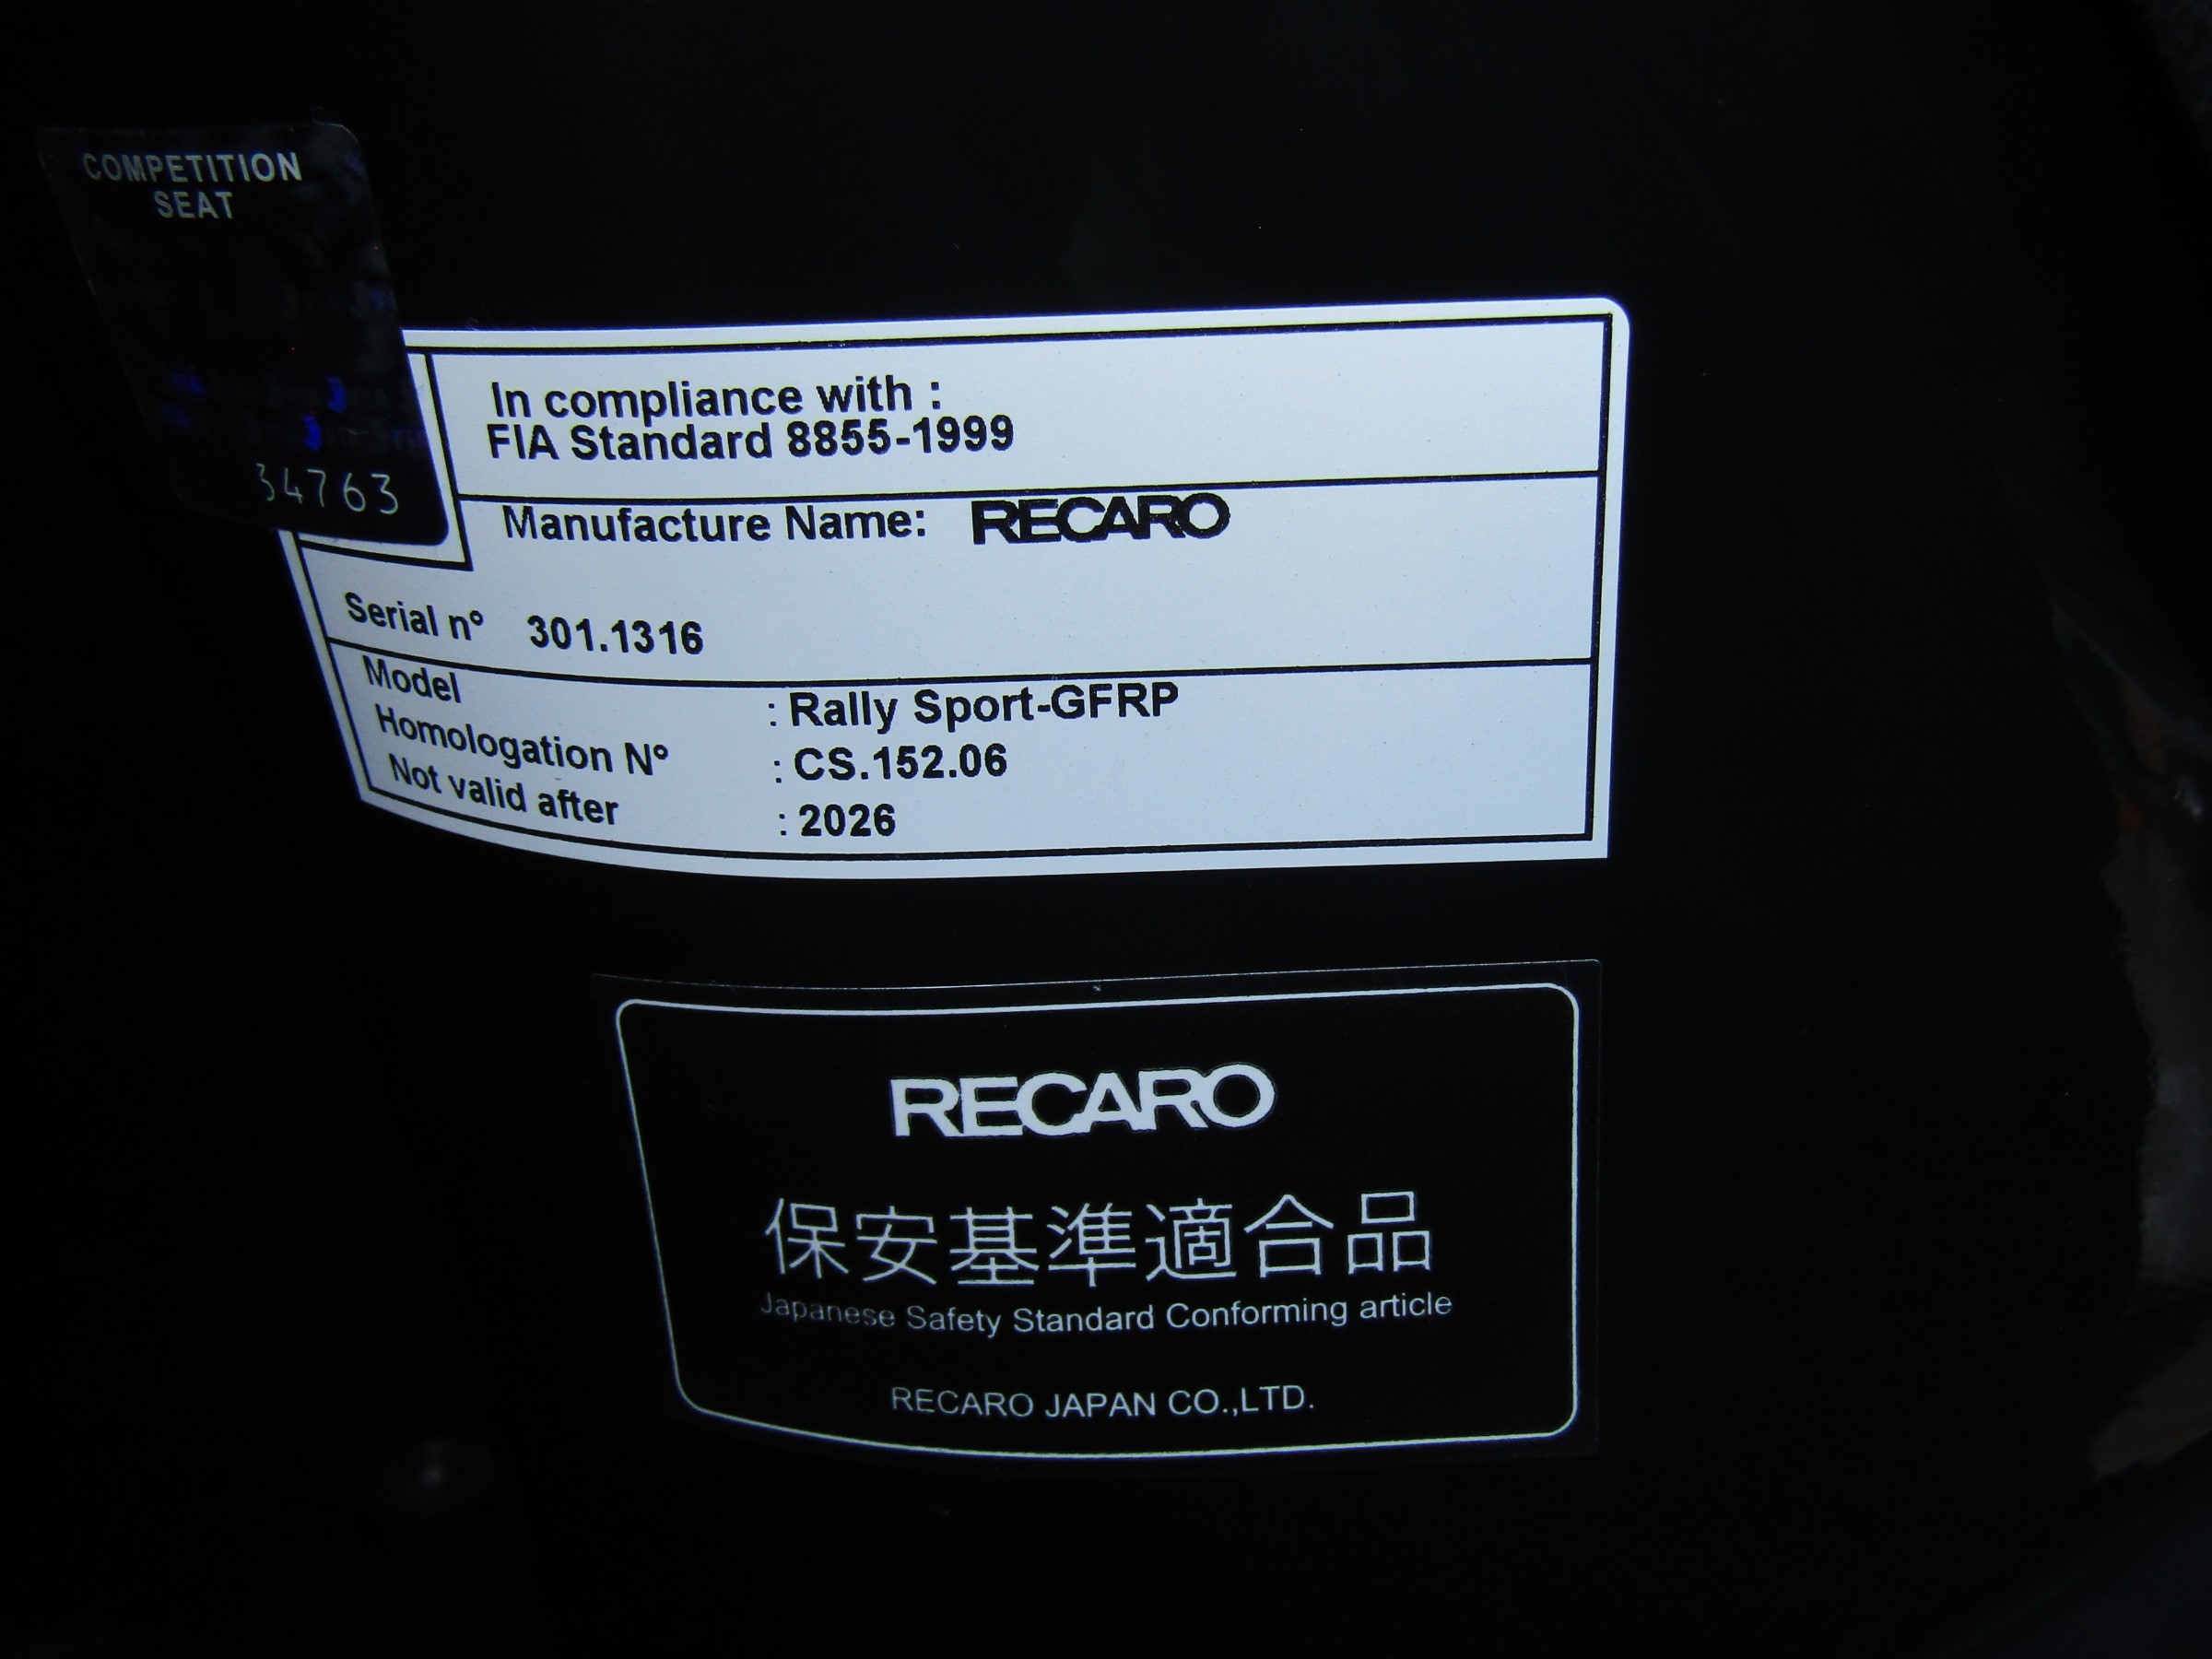 COMPETITION
SEAT
34763
In compliance with :
FIA Standard 8855-1999
Manufacture Name: RECARO
Serial n° 301.1316
Model : Rally Sport-GFRP
Homologation N° : CS.152.06
Not valid after : 2026
RECARO
保安基準適合品
Japanese Safety Standard Conforming article
RECARO JAPAN CO.,LTD.